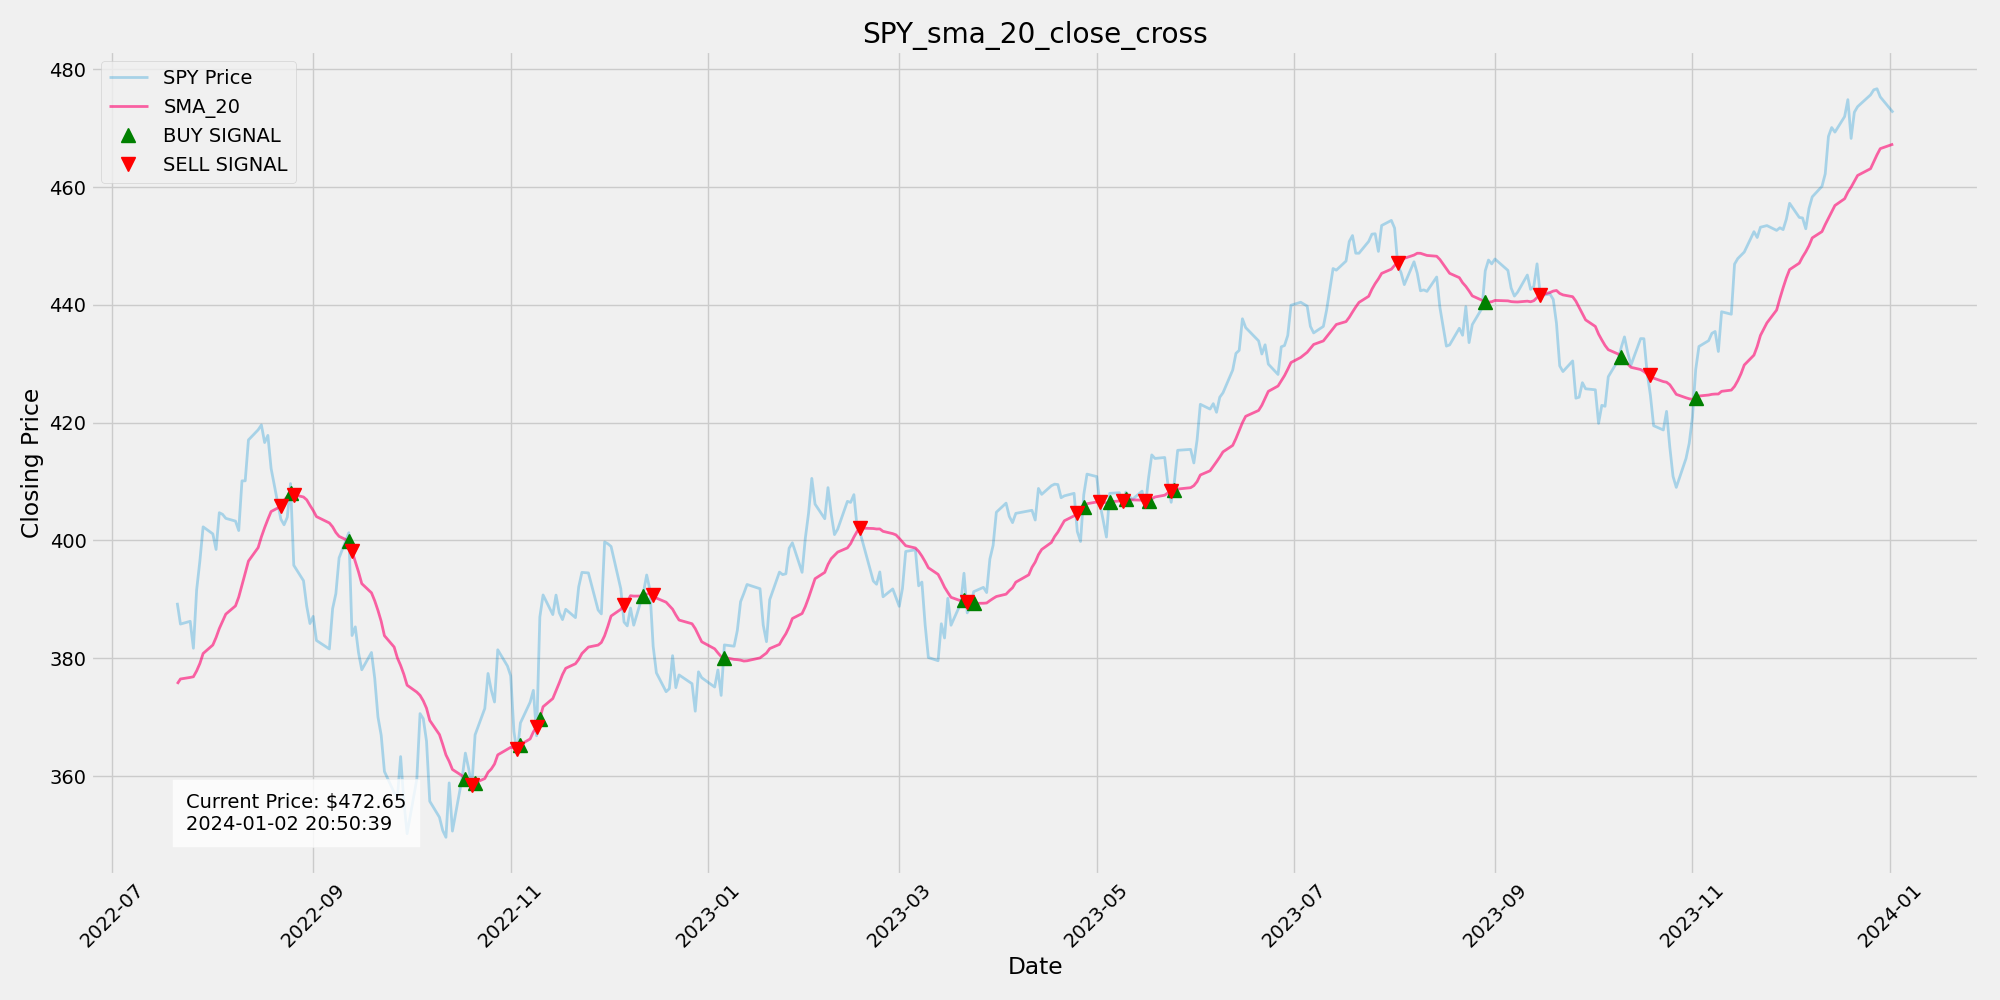 SPY_sma_20_close_cross
SPY Price
SMA_20
BUY SIGNAL
SELL SIGNAL
480
460
440
420
400
380
360
Closing Price
Current Price: $472.65
2024-01-02 20:50:39
2022-07
2022-09
2022-11
2023-01
2023-03
2023-05
2023-07
2023-09
2023-11
2024-01
Date